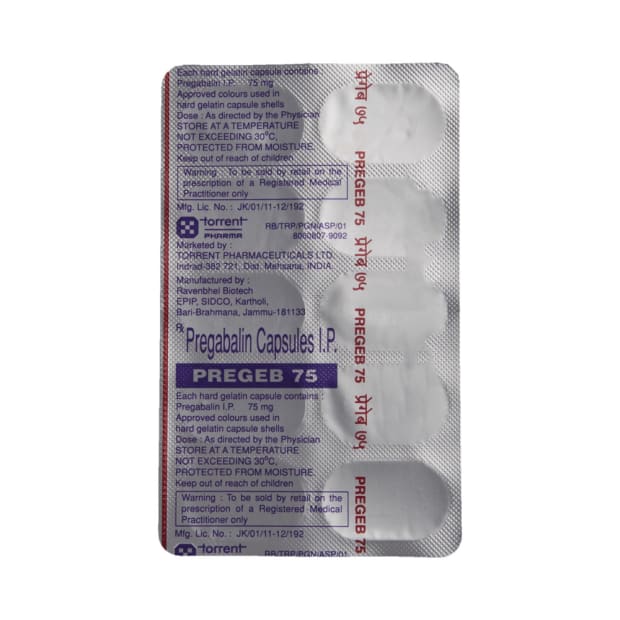 Each hard gelatin capsule contains :
Pregabalin I.P. 75 mg
Approved colours used in
hard gelatin capsule shells
Dose : As directed by the Physician
STORE AT A TEMPERATURE
NOT EXCEEDING 30°C,
PROTECTED FROM MOISTURE.
Keep out of reach of children
Warning : To be sold by retail on the
prescription of a Registered Medical
Practitioner only
Mfg. Lic. No. : JK/01/11-12/192
torrent
PHARMA
RB/TRP/PGN/ASP/01
8060807-9092
Marketed by :
TORRENT PHARMACEUTICALS LTD.
Indrad-382 721, Dist. Mehsana, INDIA.
Manufactured by :
Ravenbhel Biotech
EPIP, SIDCO, Kartholi,
Bari-Brahmana, Jammu-181133
Rx
Pregabalin Capsules I.P.
PREGEB 75
Each hard gelatin capsule contains :
Pregabalin I.P. 75 mg
Approved colours used in
hard gelatin capsule shells
Dose : As directed by the Physician
STORE AT A TEMPERATURE
NOT EXCEEDING 30°C,
PROTECTED FROM MOISTURE.
Keep out of reach of children
Warning : To be sold by retail on the
prescription of a Registered Medical
Practitioner only
Mfg. Lic. No. : JK/01/11-12/192
torrent
RB/TRP/PGN/ASP/01
प्रेगेब ७५
PREGEB 75
प्रेगेब ७५
PREGEB 75
प्रेगेब ७५
PREGEB 75